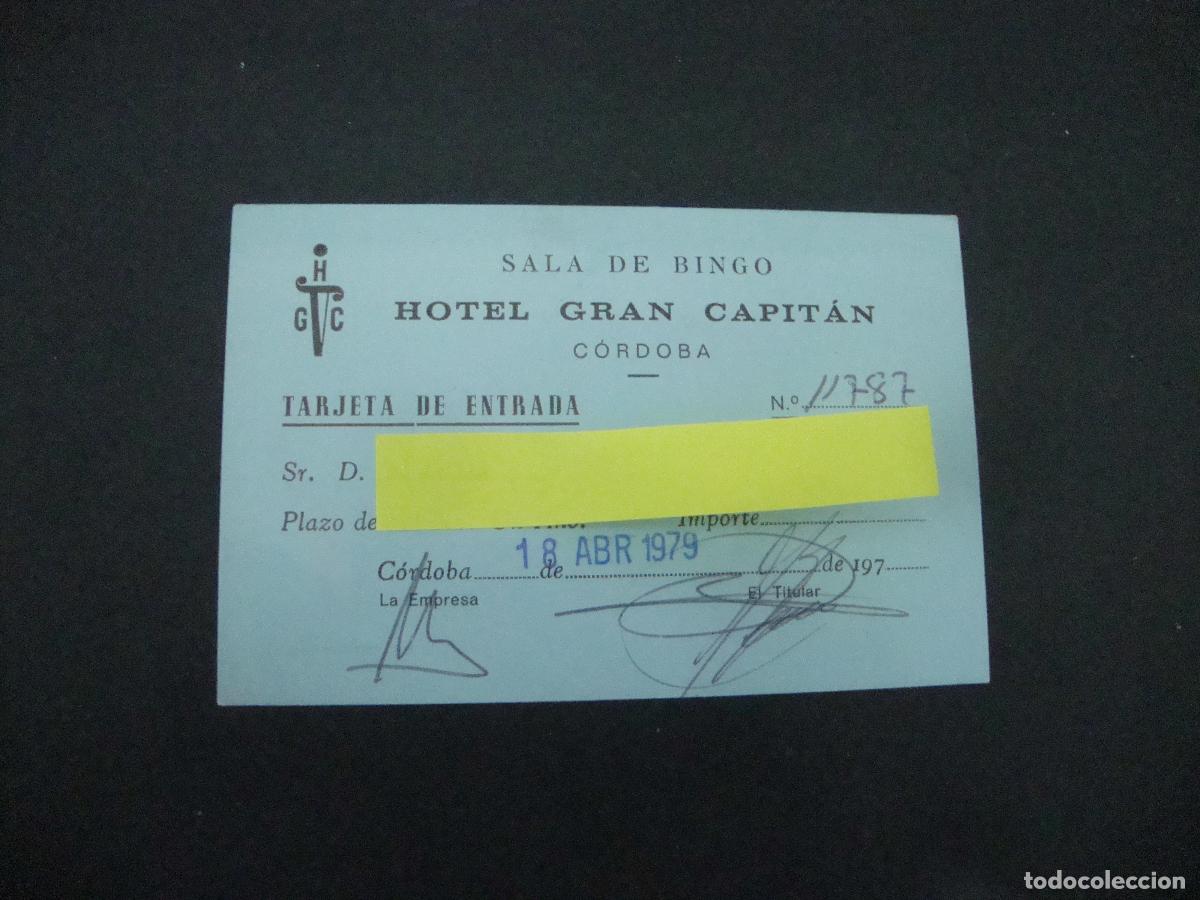 H
G C
SALA DE BINGO
HOTEL GRAN CAPITÁN
CÓRDOBA
TARJETA DE ENTRADA
N.º 11787
Sr. D.
Plazo de
Importe
18 ABR 1979
Córdoba de de 197
La Empresa
El Titular
todocoleccion